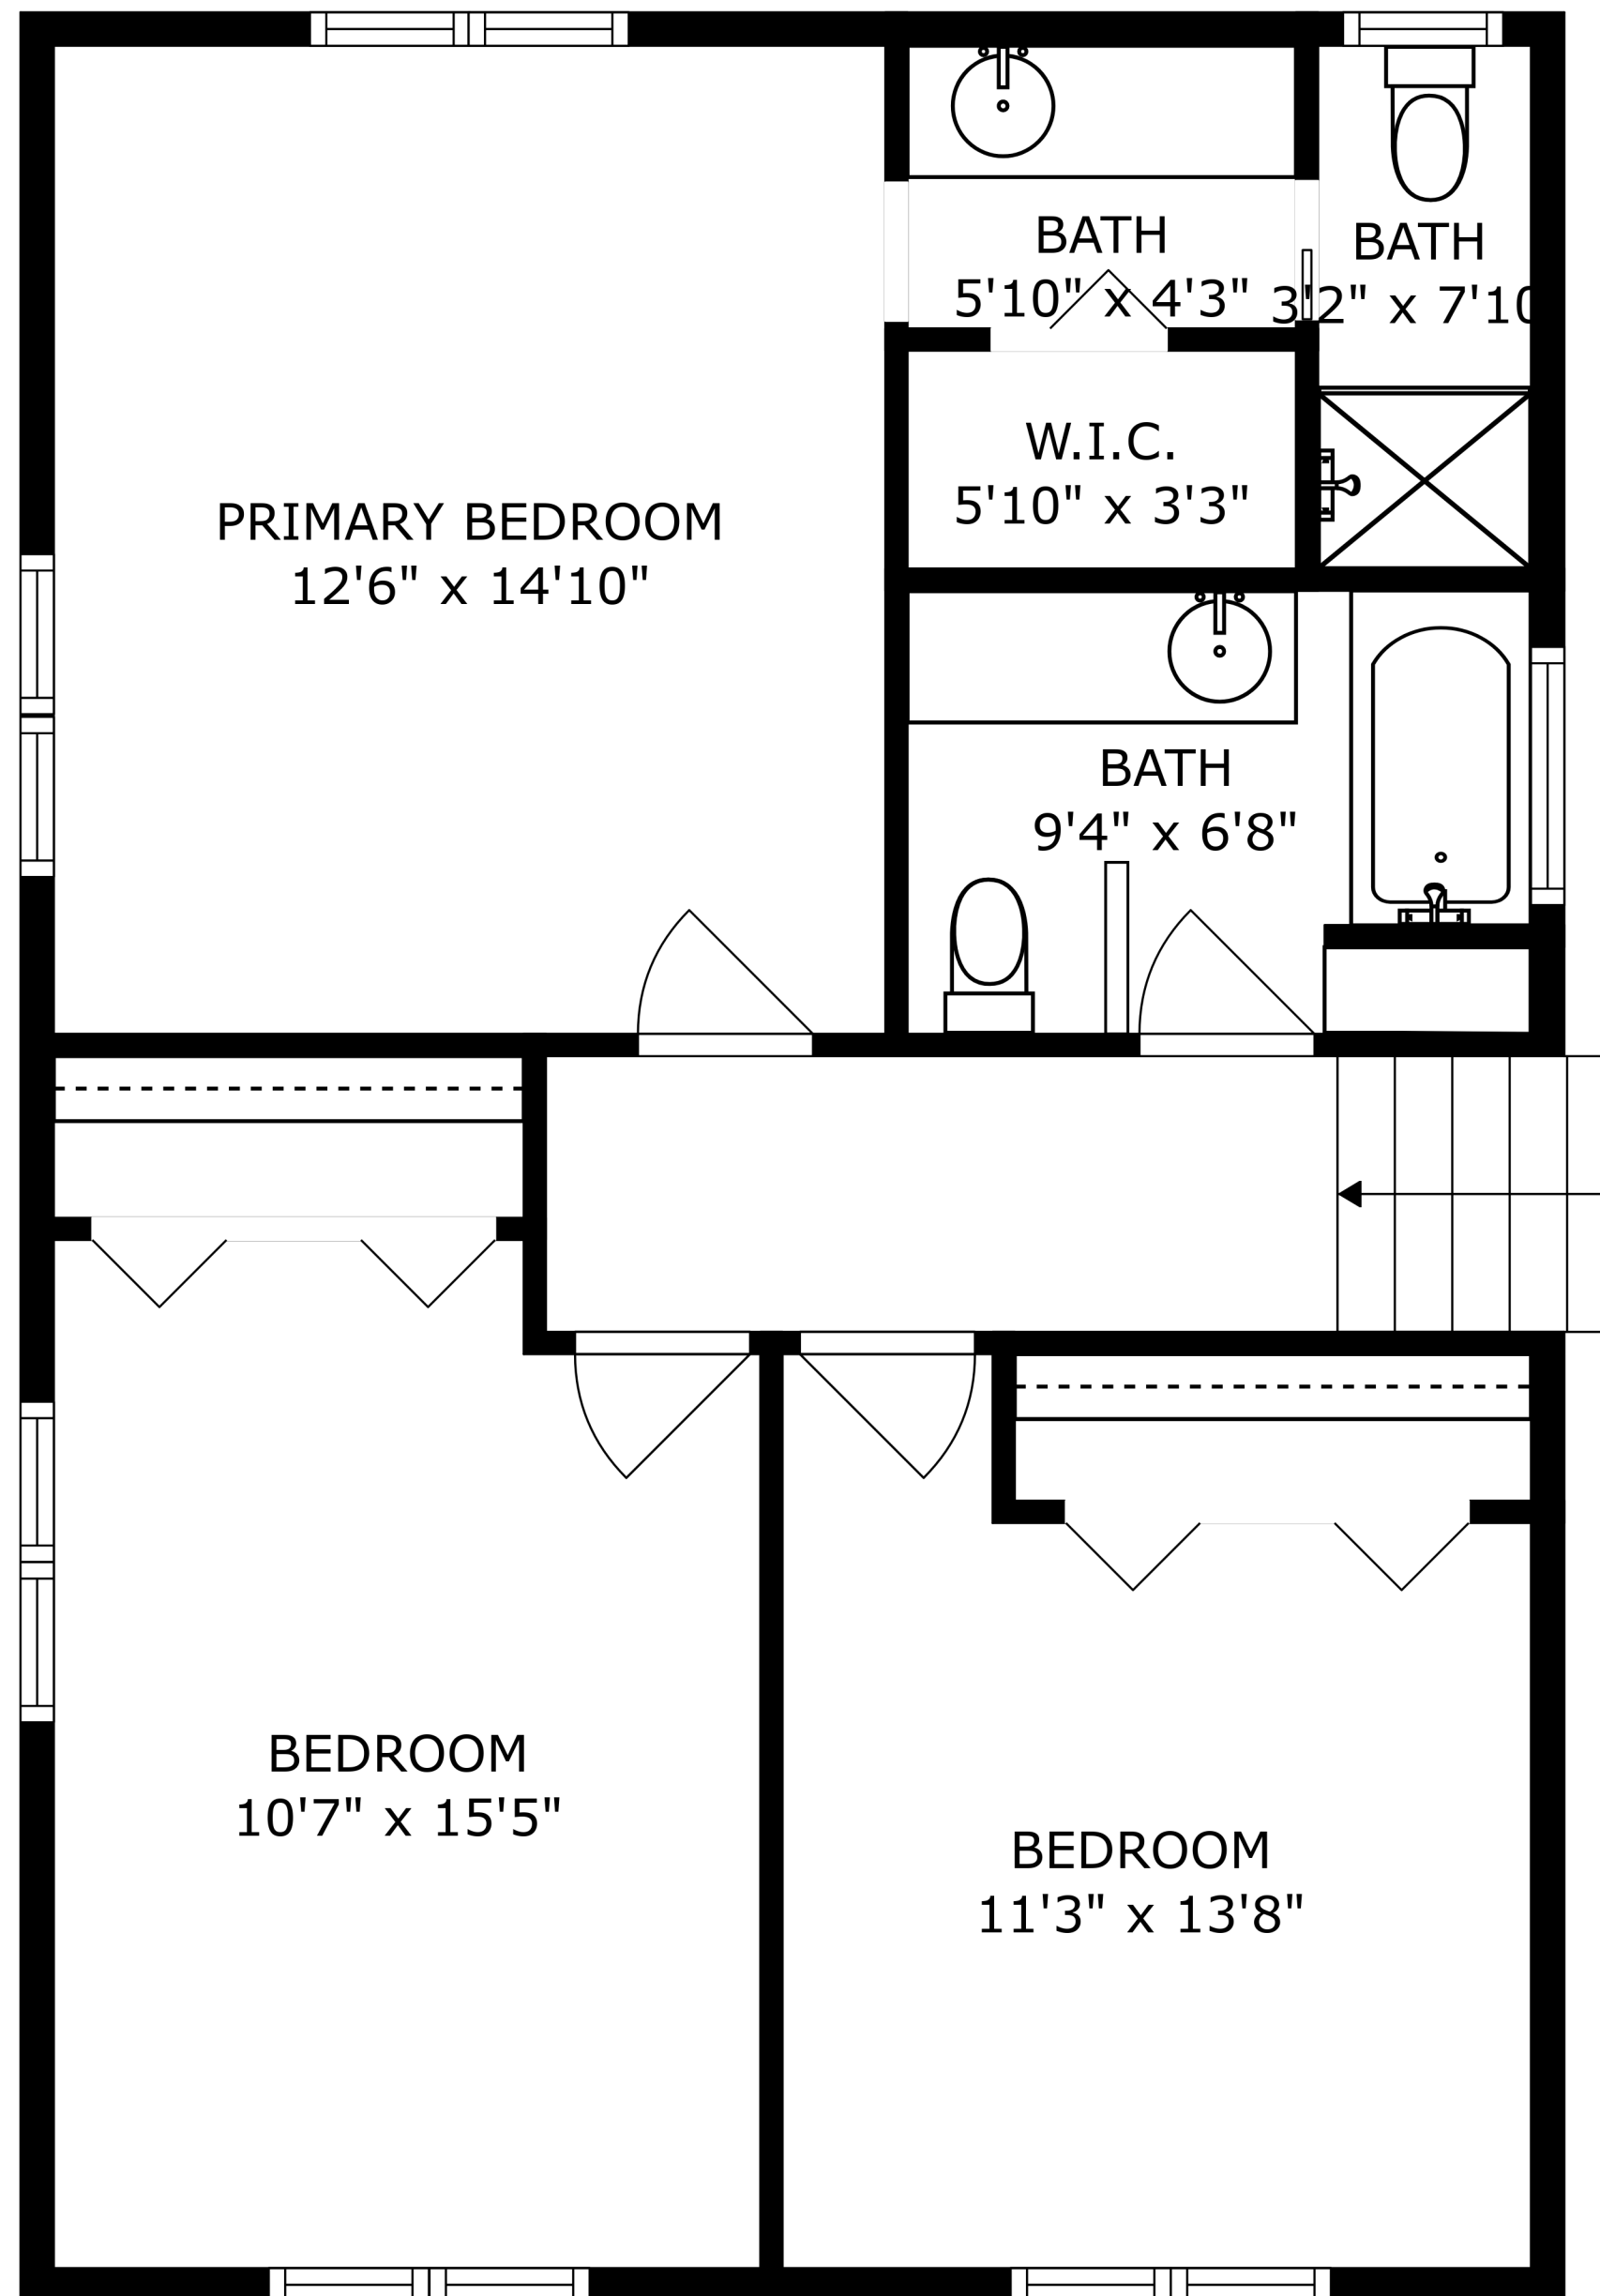 BATH
5'10" x 4'3"
BATH
3'2" x 7'10
W.I.C.
5'10" x 3'3"
PRIMARY BEDROOM
12'6" x 14'10"
BATH
9'4" x 6'8"
BEDROOM
10'7" x 15'5"
BEDROOM
11'3" x 13'8"